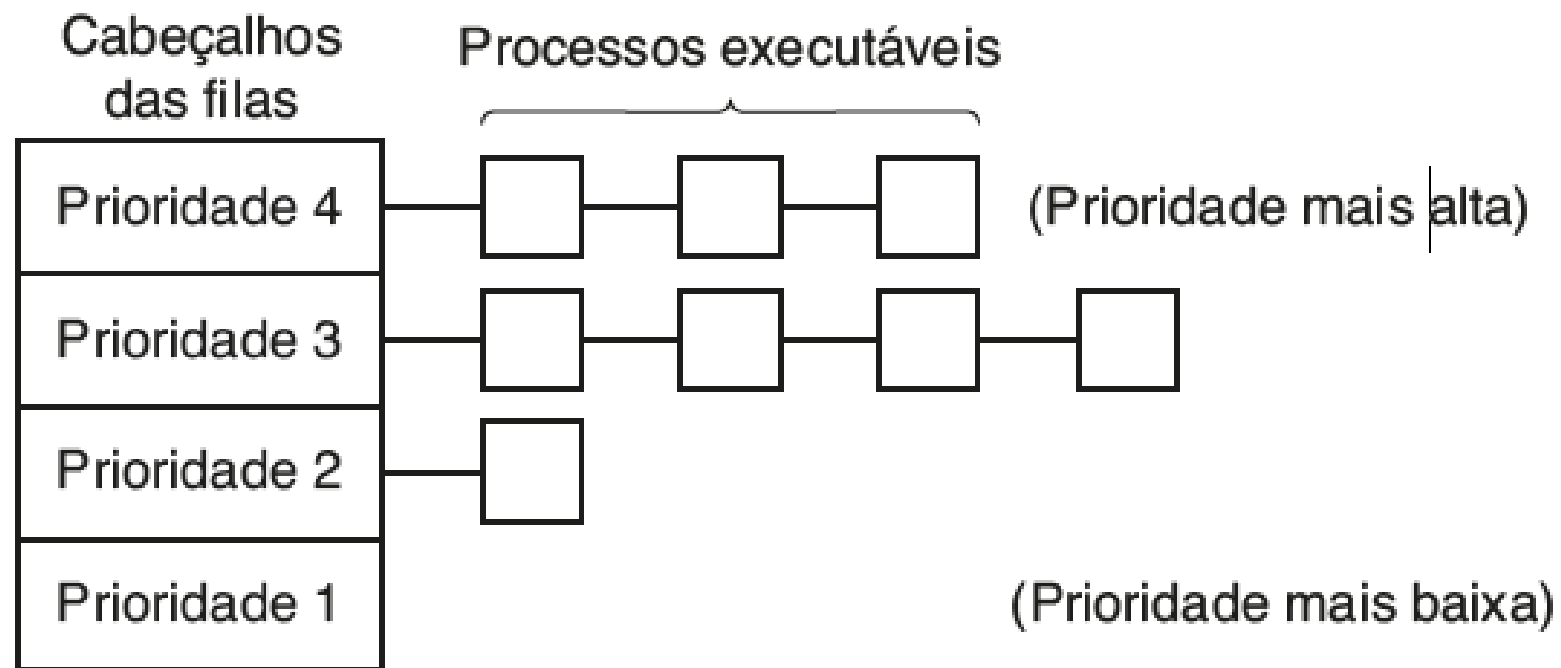 Cabeçalhos
das filas
Processos executáveis
Prioridade 4
(Prioridade mais alta)
Prioridade 3
Prioridade 2
Prioridade 1
(Prioridade mais baixa)